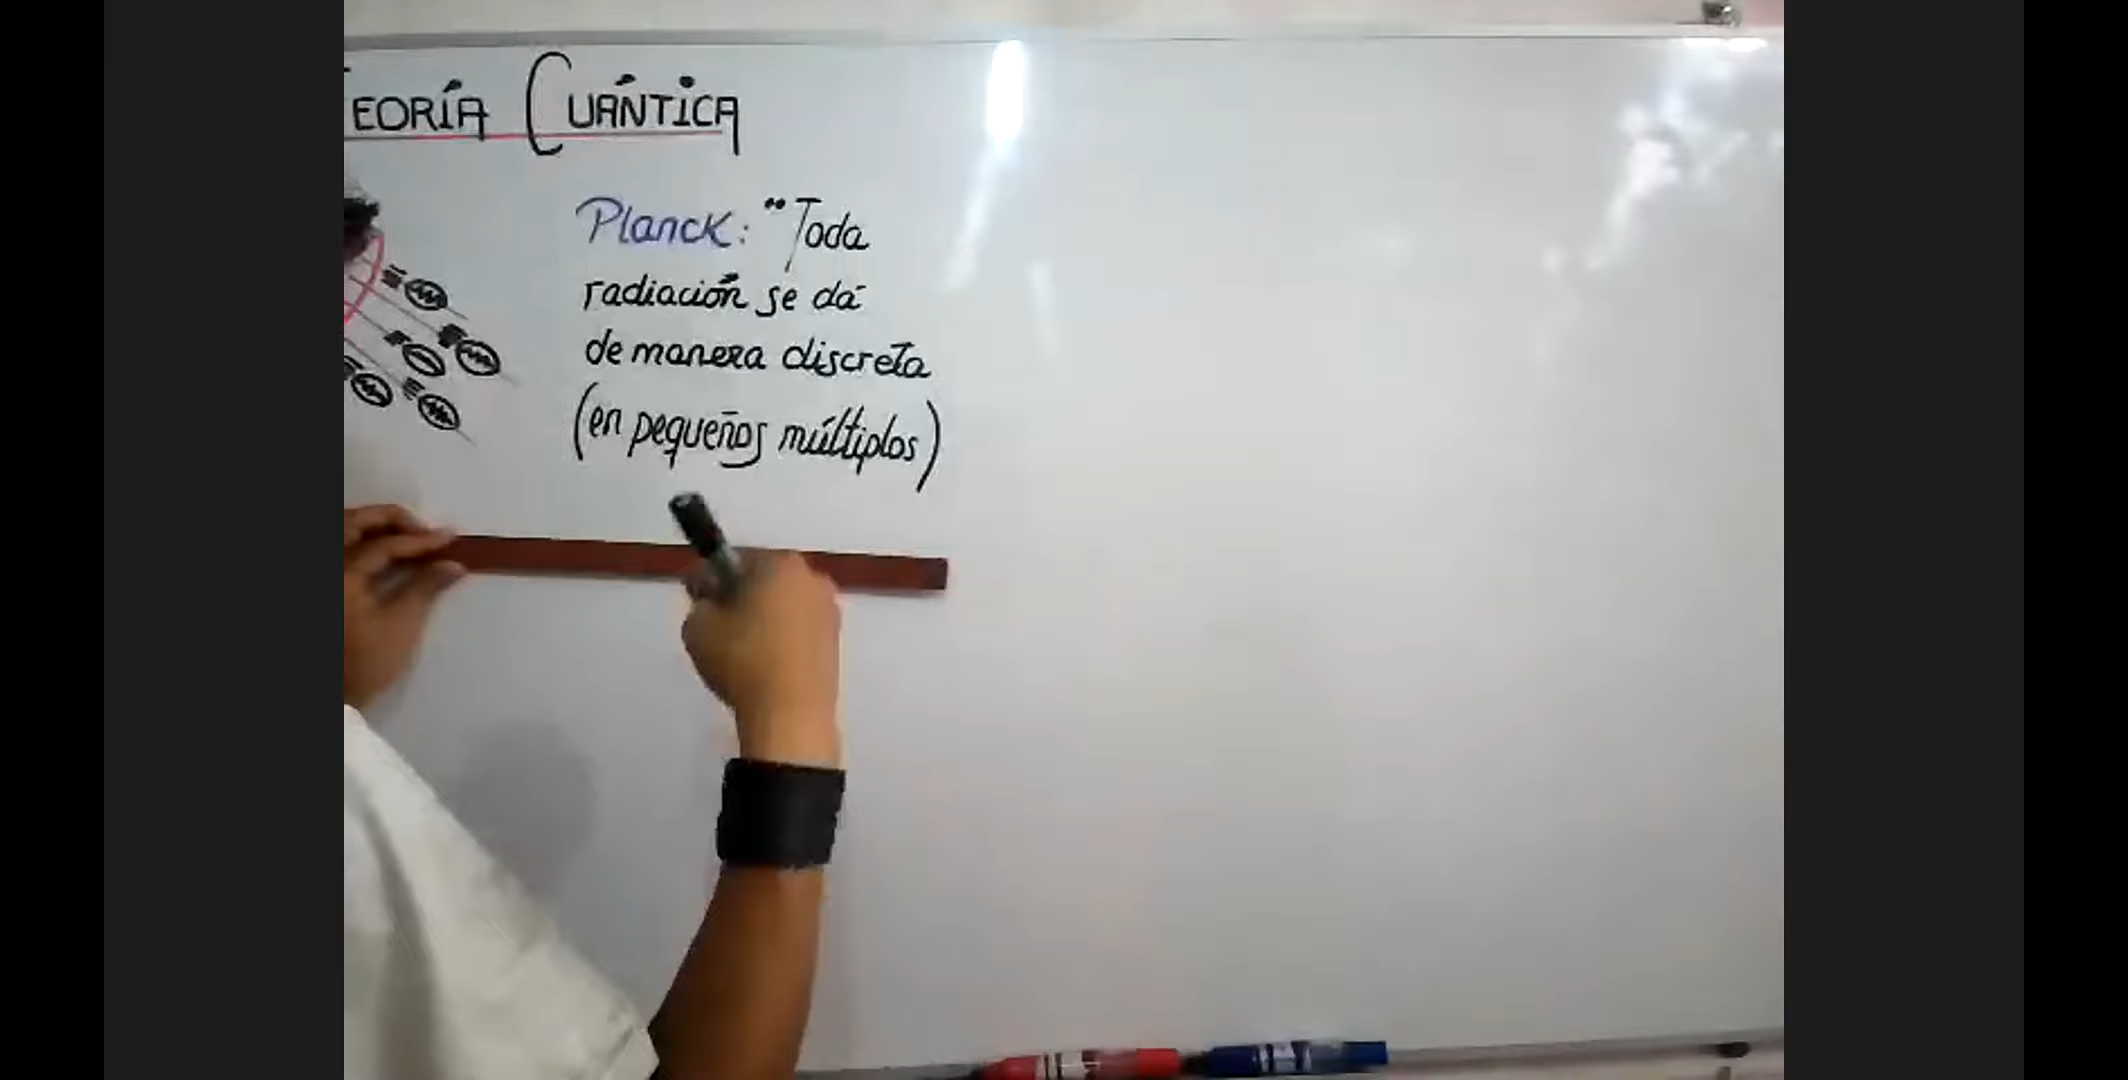 EORÍA CUÁNTICA
Planck: "Toda
radiación se dá
de manera discreta
(en pequeños múltiplos)